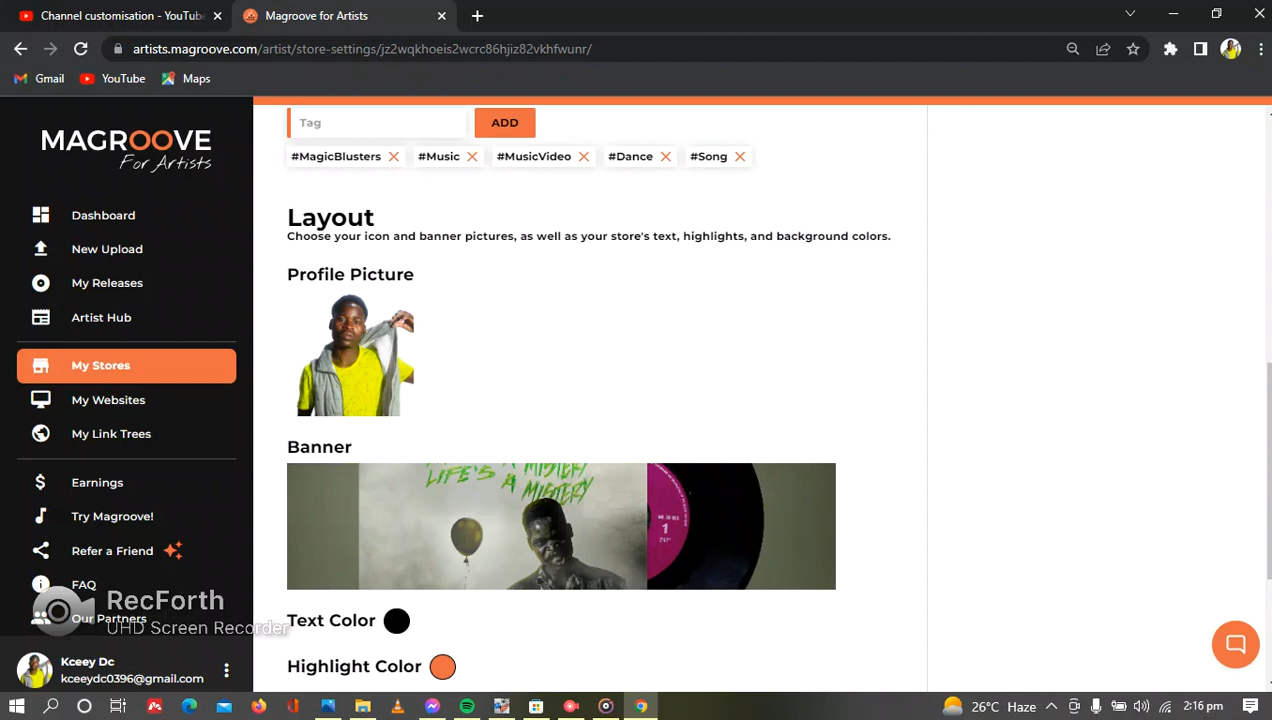 Channel customisation - YouTube
Magroove for Artists
artists.magroove.com/artist/store-settings/jz2wqkhoeis2wcrc86hjiz82vkhfwunr/
Gmail
YouTube
Maps
MAGROOVE
For Artists
Dashboard
New Upload
My Releases
Artist Hub
My Stores
My Websites
My Link Trees
Earnings
Try Magroove!
Refer a Friend
FAQ
Our Partners
RecForth
UHD Screen Recorder
Kceey Dc
kceeydc0396@gmail.com
Tag
ADD
#MagicBlusters
#Music
#MusicVideo
#Dance
#Song
Layout
Choose your icon and banner pictures, as well as your store's text, highlights, and background colors.
Profile Picture
Banner
LIFE'S A MISTERY
A MISTERY
1
Text Color
Highlight Color
26°C Haze
2:16 pm